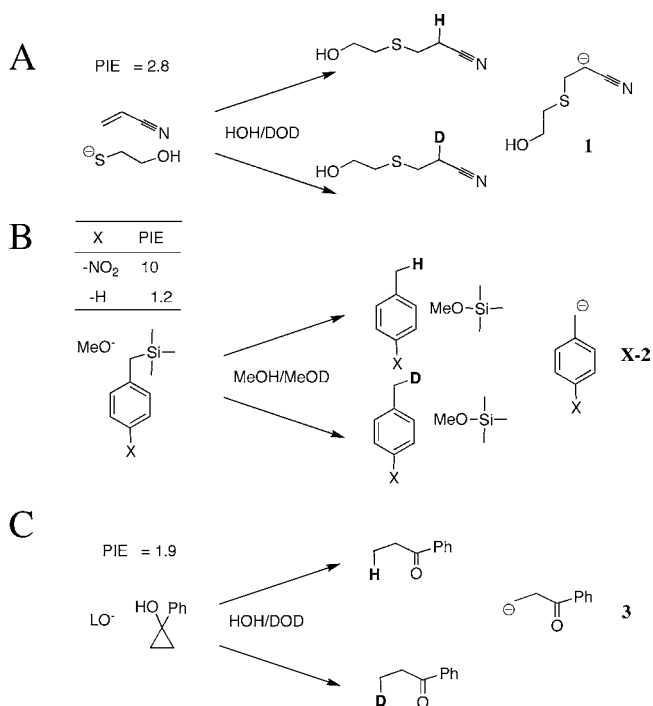 A
PIE = 2.8
HOH/DOD
N
S
⊖
OH
HO
S
H
N
HO
S
D
N
⊖
N
S
HO
1
B
X PIE
-NO₂ 10
-H 1.2
MeO⁻
Si
X
MeOH/MeOD
H
X
MeO
Si
D
X
MeO
Si
⊖
X
X-2
C
PIE = 1.9
LO⁻
HO
Ph
HOH/DOD
H
O
Ph
D
O
Ph
⊖
O
Ph
3